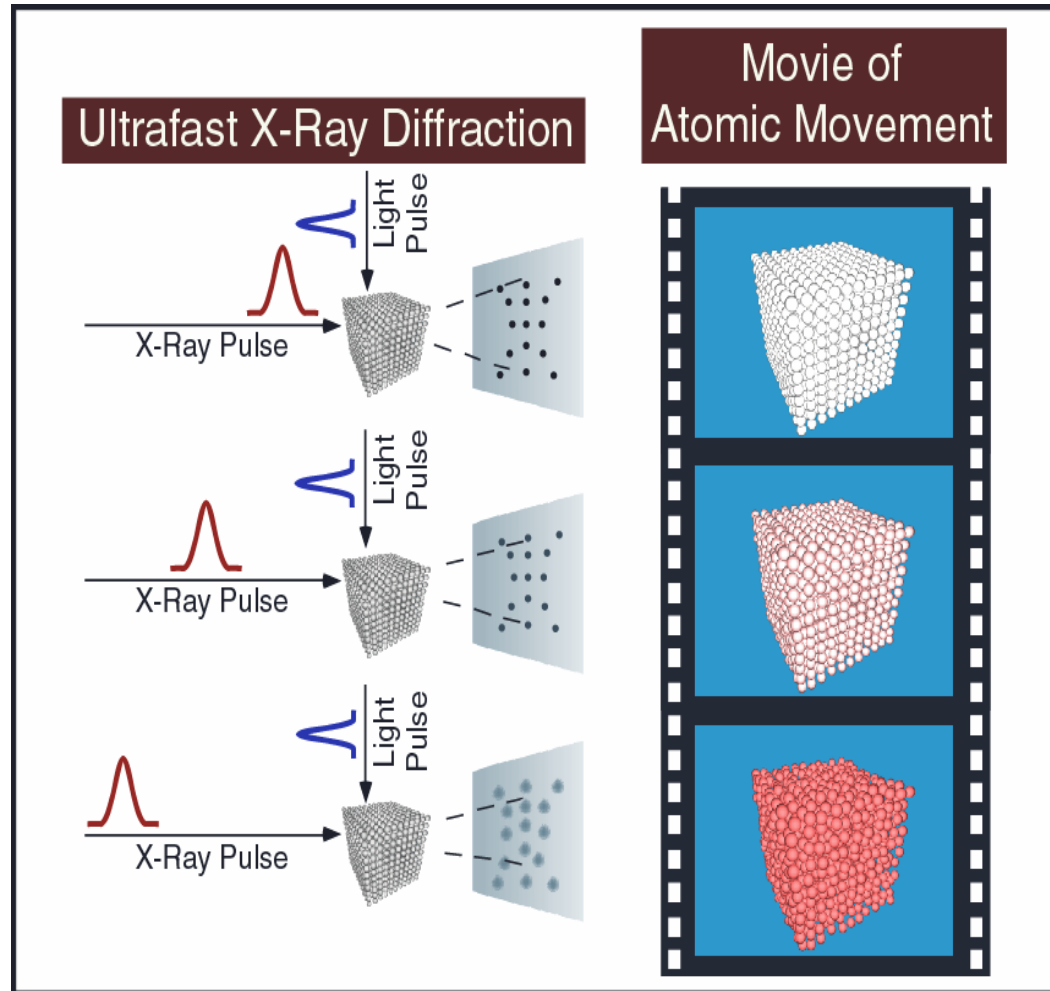 Ultrafast X-Ray Diffraction
Movie of
Atomic Movement
Light
Pulse
X-Ray Pulse
Light
Pulse
X-Ray Pulse
Light
Pulse
X-Ray Pulse